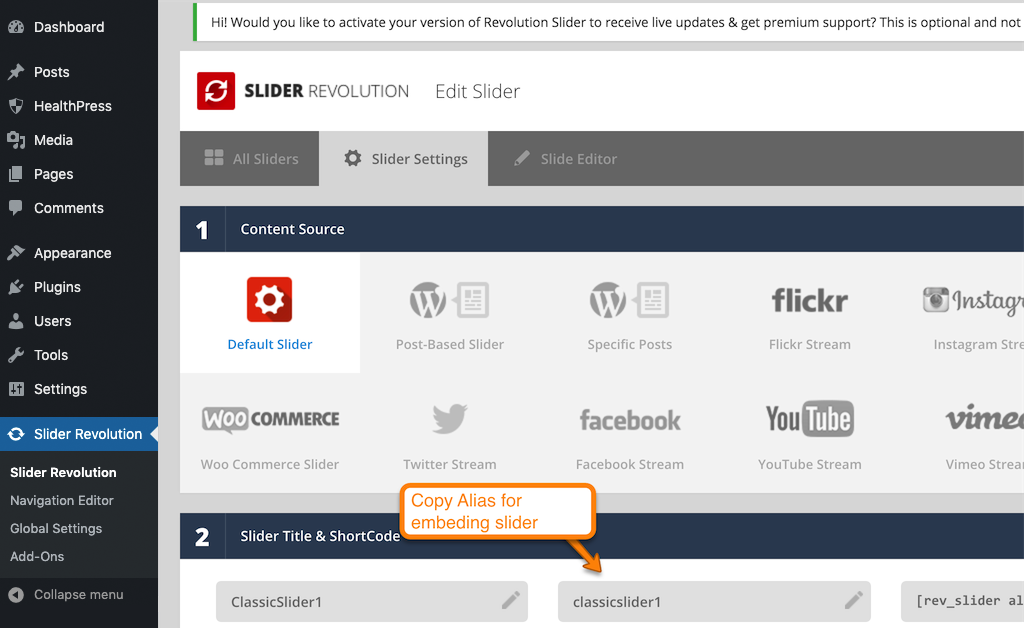 Hi! Would you like to activate your version of Revolution Slider to receive live updates & get premium support? This is optional and not
Dashboard
Posts
HealthPress
Media
Pages
Comments
Appearance
Plugins
Users
Tools
Settings
Slider Revolution
Slider Revolution
Navigation Editor
Global Settings
Add-Ons
Collapse menu
SLIDER REVOLUTION Edit Slider
All Sliders Slider Settings Slide Editor
1 Content Source
flickr Instagr
Default Slider Post-Based Slider Specific Posts Flickr Stream Instagram Stre
WOO COMMERCE facebook YouTube vimeo
Woo Commerce Slider Twitter Stream Facebook Stream YouTube Stream Vimeo Strea
Copy Alias for
embeding slider
2 Slider Title & ShortCode
ClassicSlider1 classicslider1 [rev_slider al